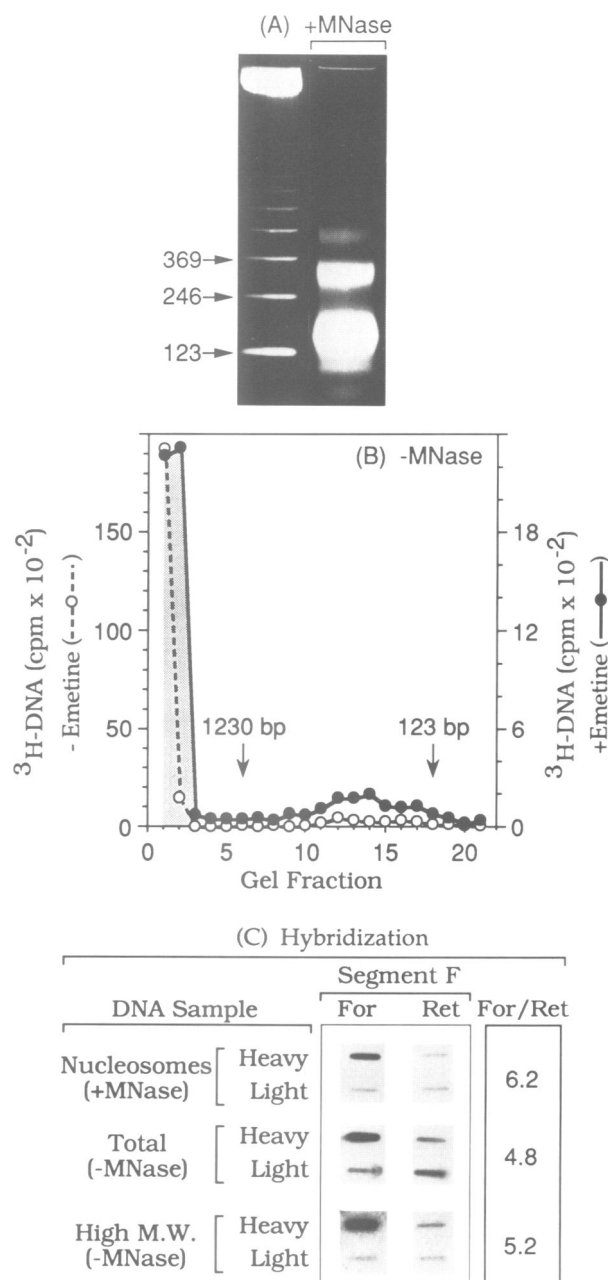 (A) +MNase
369
246
123
(B) -MNase
³H-DNA (cpm x 10⁻²)
- Emetine (---o---)
150
100
50
0
1230 bp
123 bp
18
12
6
0
³H-DNA (cpm x 10⁻²)
+Emetine (—●—)
0 5 10 15 20
Gel Fraction
(C) Hybridization
Segment F
DNA Sample For Ret For/Ret
Nucleosomes (+MNase) Heavy 6.2
Light
Total (-MNase) Heavy 4.8
Light
High M.W. (-MNase) Heavy 5.2
Light